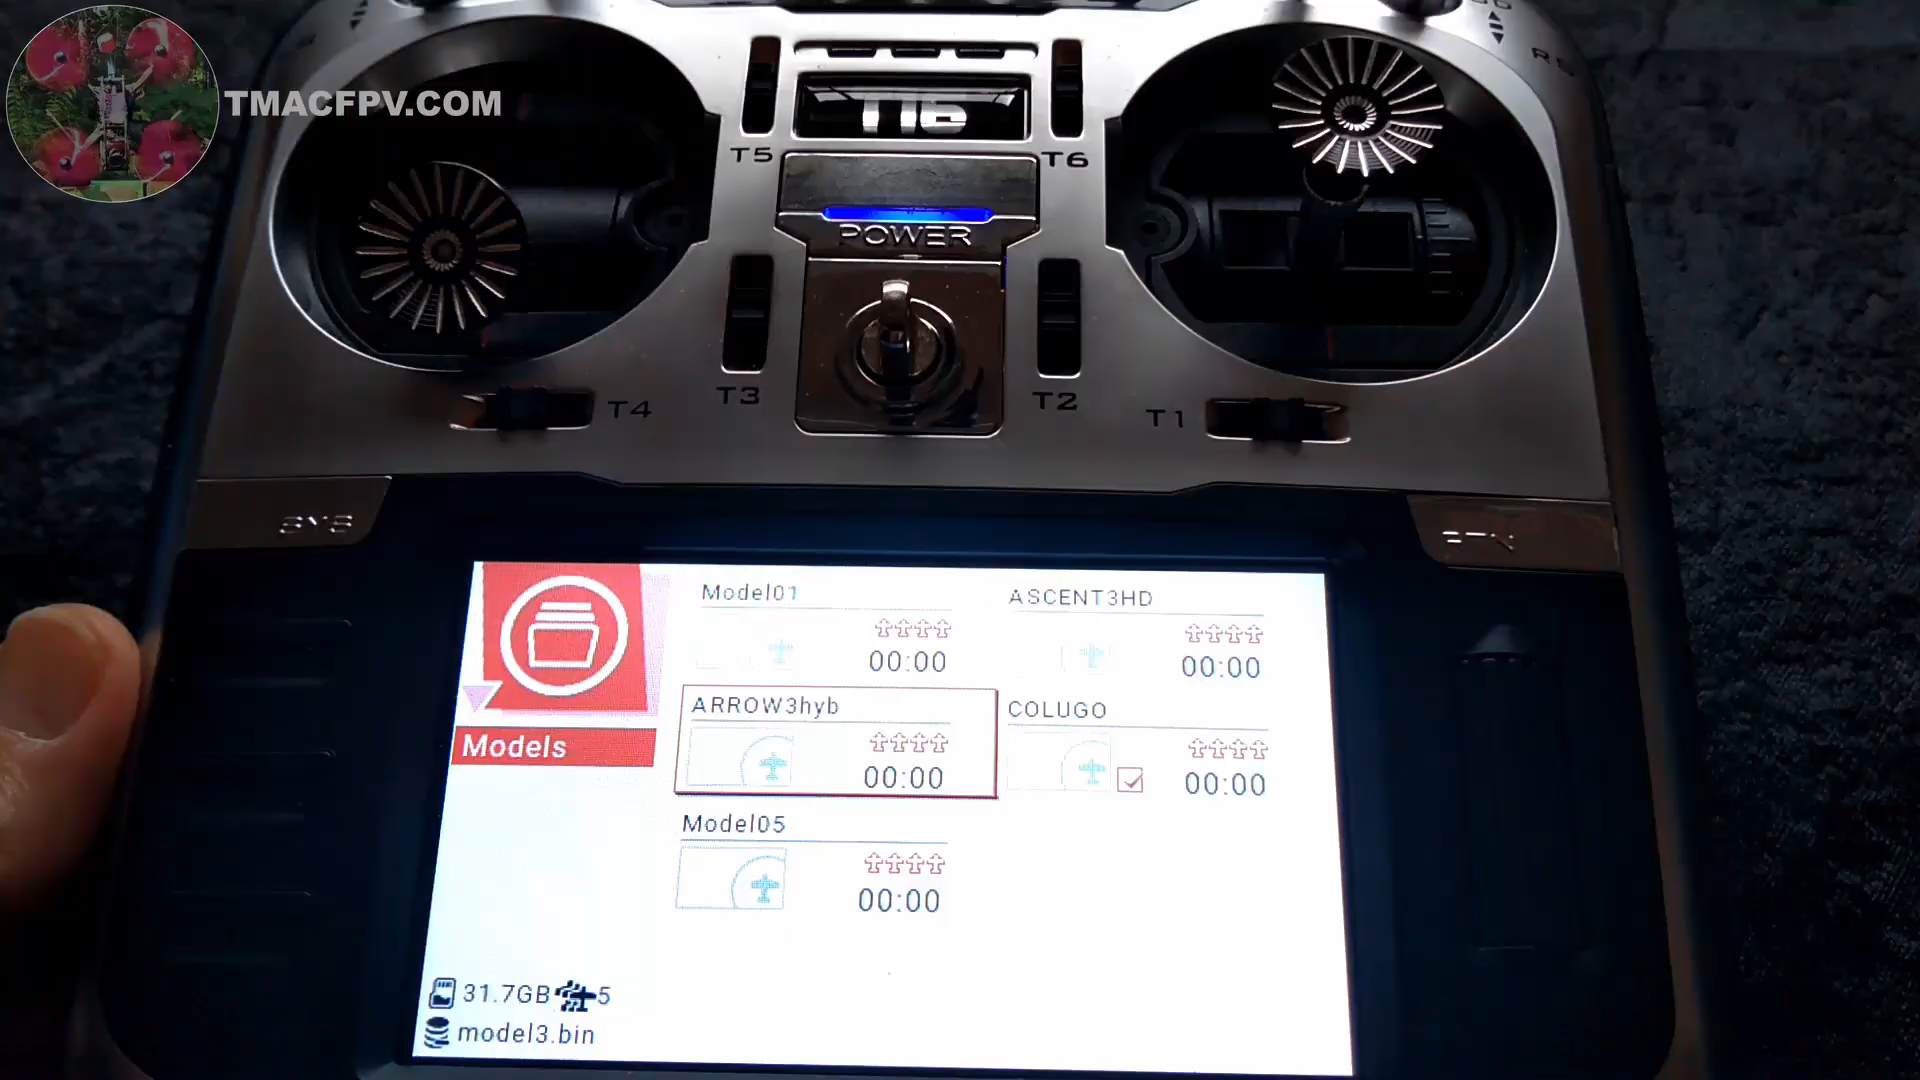 TMACFPV.COM
T16
T5
T6
POWER
T3
T2
T4
T1
SYS
RTN
Model01
00:00
ASCENT3HD
00:00
ARROW3hyb
00:00
COLUGO
00:00
Models
Model05
00:00
31.7GB 5
model3.bin